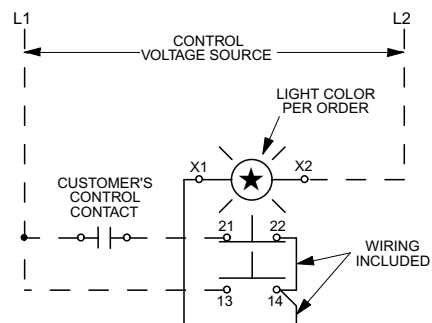 L1
L2
CONTROL
VOLTAGE SOURCE
LIGHT COLOR
PER ORDER
X1
X2
CUSTOMER'S
CONTROL
CONTACT
21
22
WIRING
INCLUDED
13
14